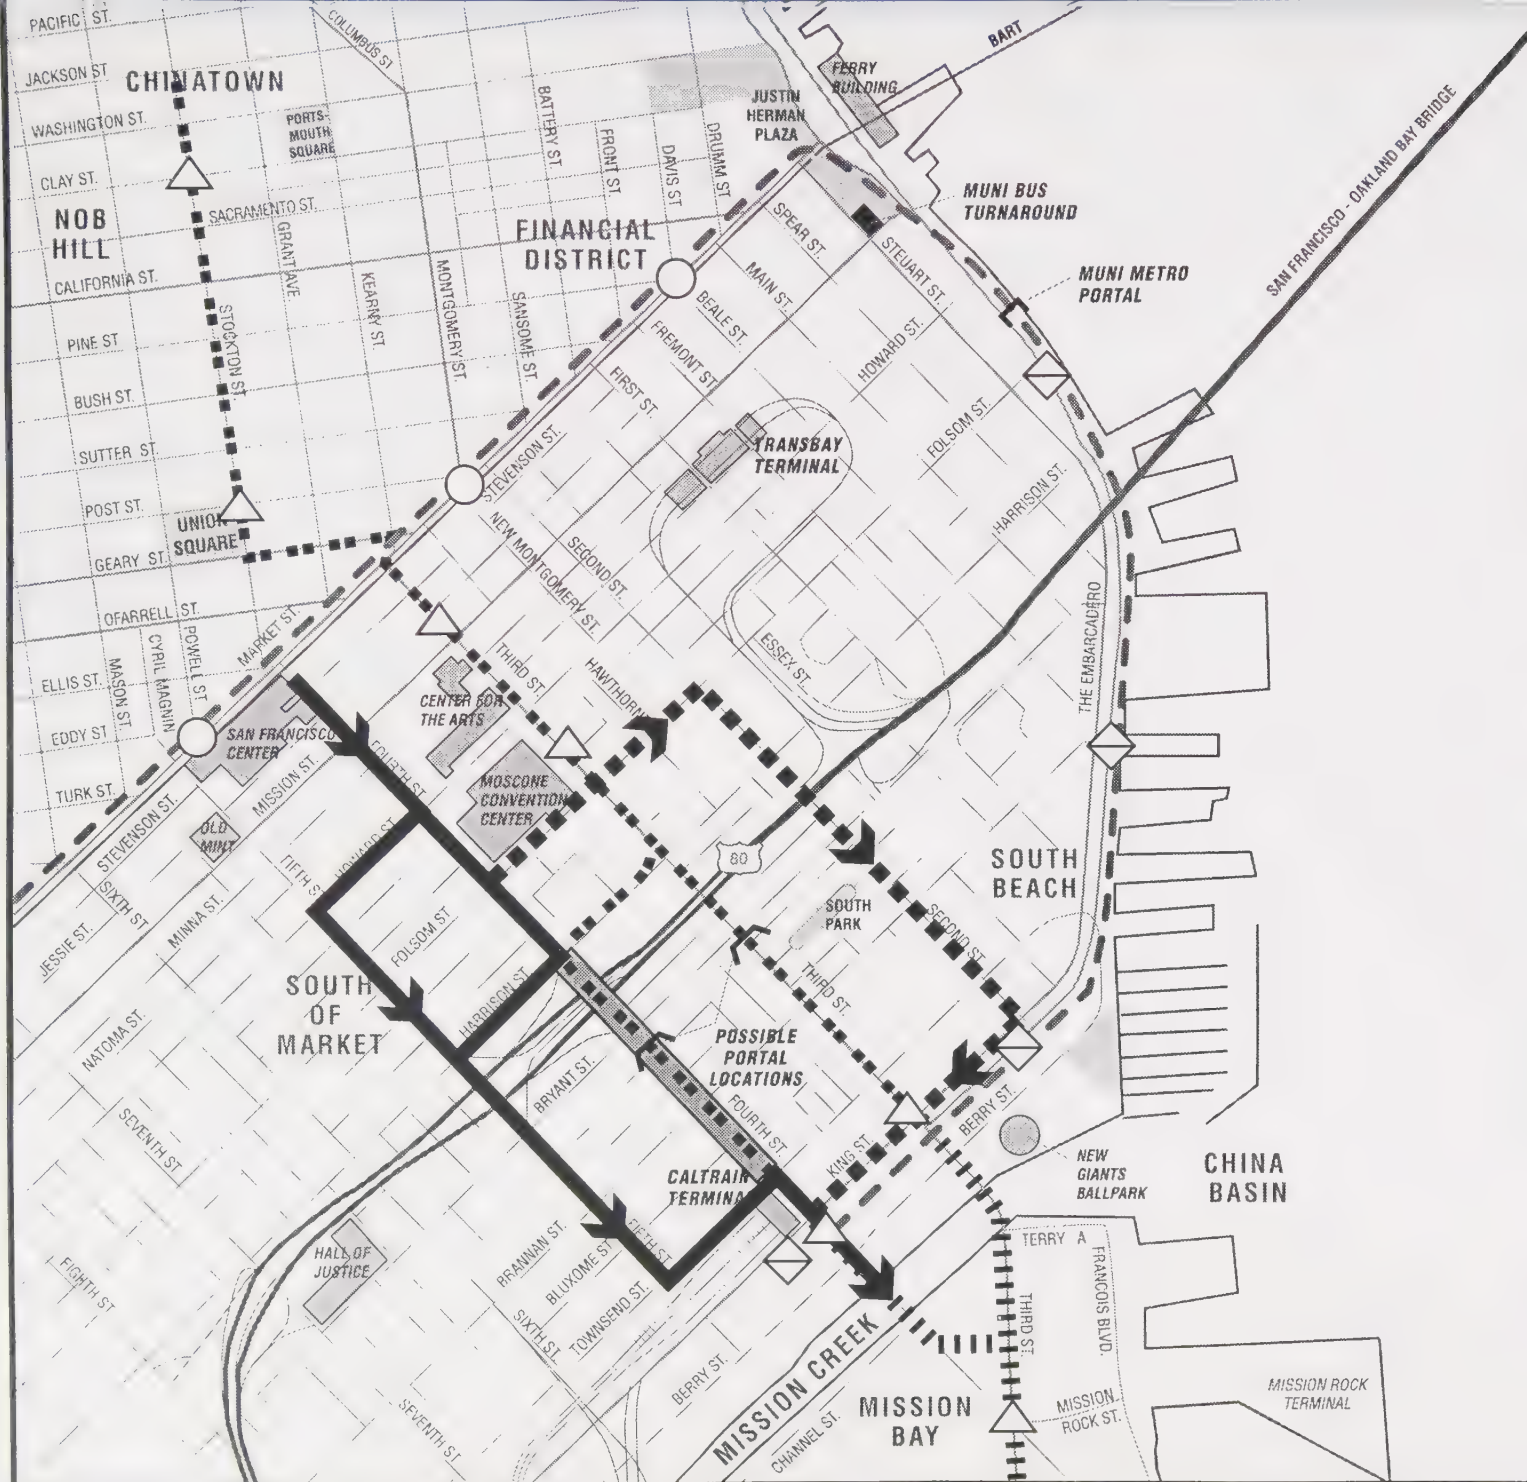 PACIFIC ST.
COLUMBUS ST
BART
JACKSON ST
CHINATOWN
FERRY
BUILDING
JUSTIN
HERMAN
PLAZA
WASHINGTON ST.
PORTS-
MOUTH
SQUARE
BATTERY ST
FRONT ST.
DAVIS ST
DRUMM ST
SAN FRANCISCO - OAKLAND BAY BRIDGE
CLAY ST.
NOB
HILL
SACRAMENTO ST.
GRANT AVE
FINANCIAL
DISTRICT
SPEAR ST.
STEUART ST.
MUNI BUS
TURNAROUND
MUNI METRO
PORTAL
CALIFORNIA ST.
KEARNY ST.
MONTGOMERY ST.
SANSOME ST.
MAIN ST.
BEALE ST.
FREMONT ST.
FIRST ST.
HOWARD ST.
STOCKTON ST.
PINE ST
BUSH ST.
SUTTER ST.
POST ST.
UNION
SQUARE
GEARY ST.
STEVENSON ST.
TRANSBAY
TERMINAL
FOLSOM ST.
HARRISON ST.
NEW MONTGOMERY ST.
SECOND ST.
OFARRELL ST.
MARKET ST.
POWELL ST
CYRIL MAGNIN
MASON ST.
ELLIS ST.
EDDY ST
TURK ST.
THIRD ST.
HAWTHORN
ESSEX ST.
THE EMBARCADERO
CENTER FOR
THE ARTS
SAN FRANCISCO
CENTER
FOURTH ST.
MOSCONE
CONVENTION
CENTER
MISSION ST.
STEVENSON ST.
OLD
MINT
HOWARD ST.
FIFTH ST.
80
SOUTH
BEACH
SOUTH
PARK
SECOND ST.
SIXTH ST
JESSIE ST.
MINNA ST.
FOLSOM ST.
SOUTH
OF
MARKET
HARRISON ST.
THIRD ST.
POSSIBLE
PORTAL
LOCATIONS
NATOMA ST.
BRYANT ST.
FOURTH ST.
BERRY ST.
SEVENTH ST.
KING ST.
CALTRAIN
TERMINAL
NEW
GIANTS
BALLPARK
CHINA
BASIN
HALL OF
JUSTICE
EIGHTH ST
BRANNAN ST.
BLUXOME ST.
FIFTH ST
TOWNSEND ST.
SIXTH ST.
TERRY A
FRANCOIS BLVD.
THIRD ST.
MISSION CREEK
BERRY ST.
SEVENTH ST.
CHANNEL ST.
MISSION
BAY
MISSION
ROCK ST.
MISSION ROCK
TERMINAL